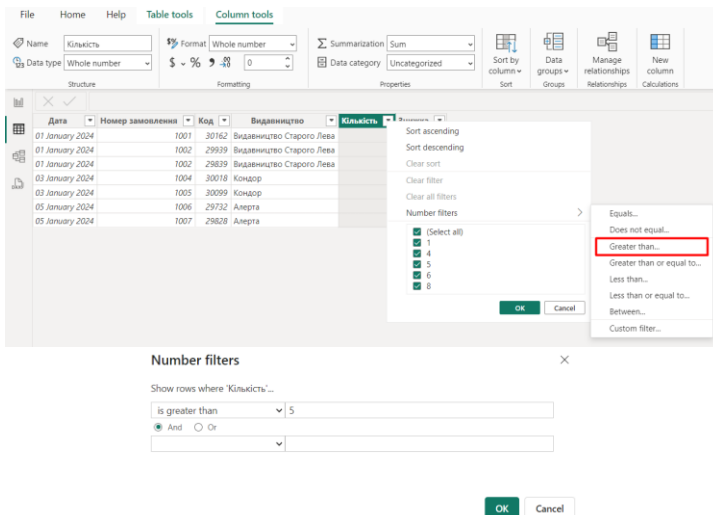 File Home Help Table tools Column tools
Name Кількість $% Format Whole number Summarization Sum
Data type Whole number $ % 0 Data category Uncategorized
Sort by column Data groups Manage relationships New column
Structure Formatting Properties Sort Groups Relationships Calculations
Дата Номер замовлення Код Видавництво Кількість
01 January 2024 1001 30162 Видавництво Старого Лева
01 January 2024 1002 29939 Видавництво Старого Лева
01 January 2024 1002 29839 Видавництво Старого Лева
03 January 2024 1004 30018 Кондор
03 January 2024 1005 30099 Кондор
05 January 2024 1006 29732 Алерта
05 January 2024 1007 29828 Алерта
Sort ascending
Sort descending
Clear sort
Clear filter
Clear all filters
Number filters
(Select all)
1
4
5
6
8
OK Cancel
Equals...
Does not equal...
Greater than...
Greater than or equal to...
Less than...
Less than or equal to...
Between...
Custom filter...
Number filters
Show rows where 'Кількість'...
is greater than 5
And Or
OK Cancel